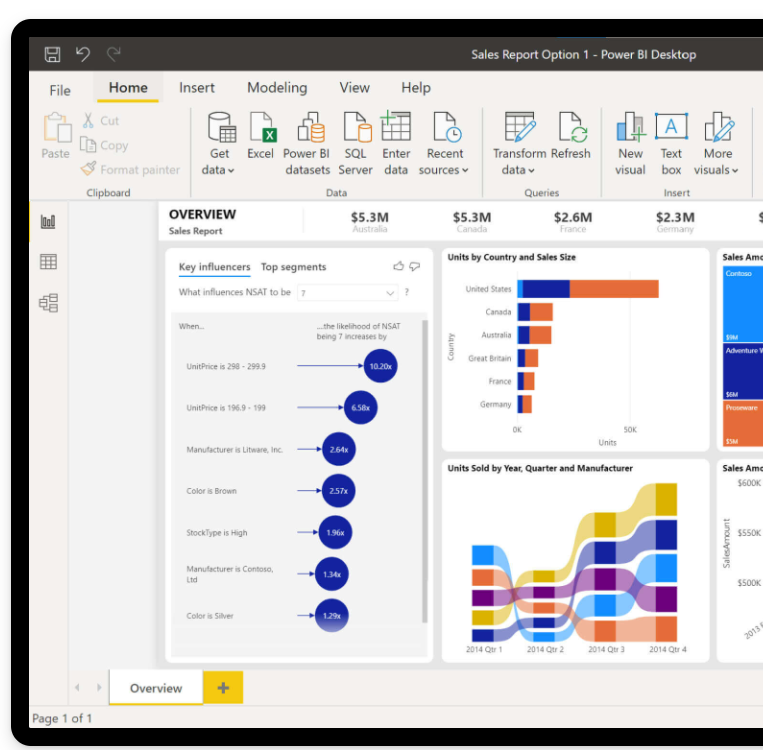 Sales Report Option 1 - Power BI Desktop
File Home Insert Modeling View Help
Paste
Cut
Copy
Format painter
Clipboard
Get data
Excel
Power BI datasets
SQL Server
Enter data
Recent sources
Data
Transform data
Refresh
Queries
New visual
Text box
More visuals
Insert
OVERVIEW
Sales Report
$5.3M
Australia
$5.3M
Canada
$2.6M
France
$2.3M
Germany
$
Key influencers Top segments
What influences NSAT to be 7 ?
When...
...the likelihood of NSAT
being 7 increases by
UnitPrice is 298 - 299.9 10.20x
UnitPrice is 196.9 - 199 6.58x
Manufacturer is Litware, Inc. 2.64x
Color is Brown 2.57x
StockType is High 1.96x
Manufacturer is Contoso,
Ltd
1.34x
Color is Silver 1.29x
Units by Country and Sales Size
Country
United States
Canada
Australia
Great Britain
France
Germany
0K 50K
Units
Sales Amo
Contoso
$9M
Adventure W
$6M
Proseware
$5M
Units Sold by Year, Quarter and Manufacturer
2014 Qtr 1 2014 Qtr 2 2014 Qtr 3 2014 Qtr 4
Sales Amo
SalesAmount
$600K
$550K
$500K
2013
Overview +
Page 1 of 1